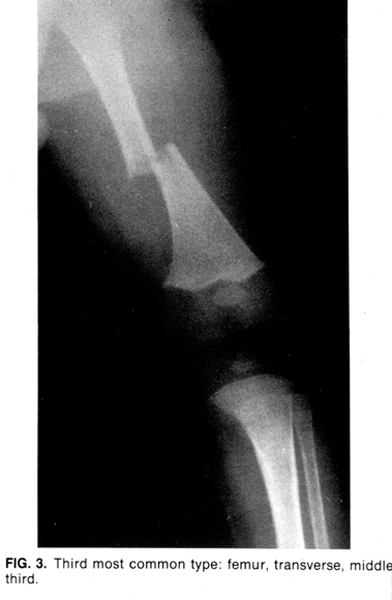 FIG. 3. Third most common type: femur, transverse, middle
third.